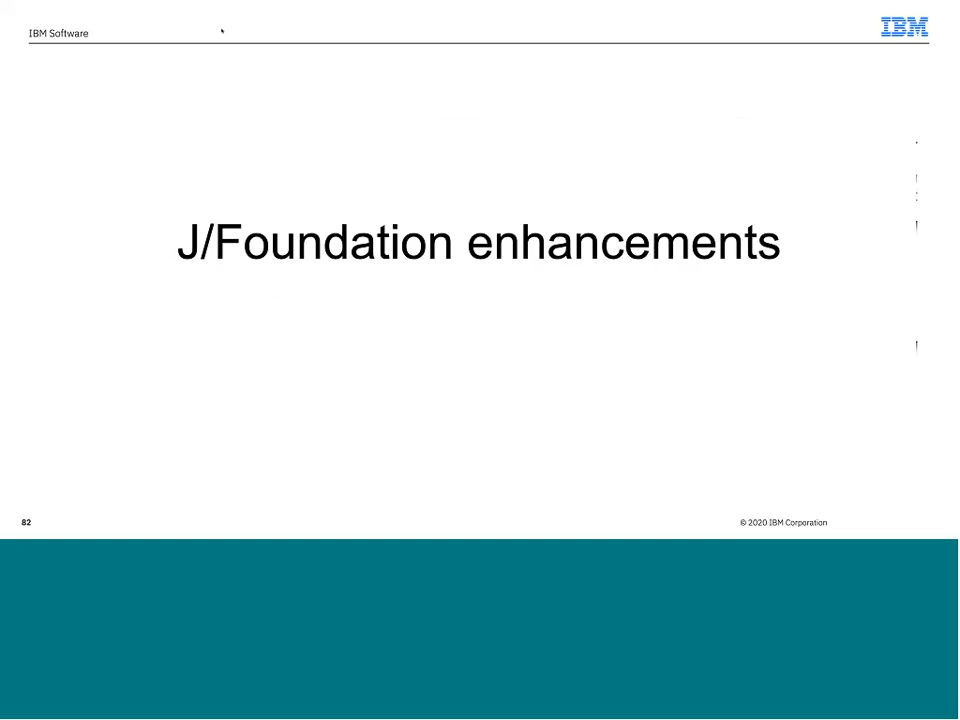 IBM Software
IBM
J/Foundation enhancements
82
© 2020 IBM Corporation